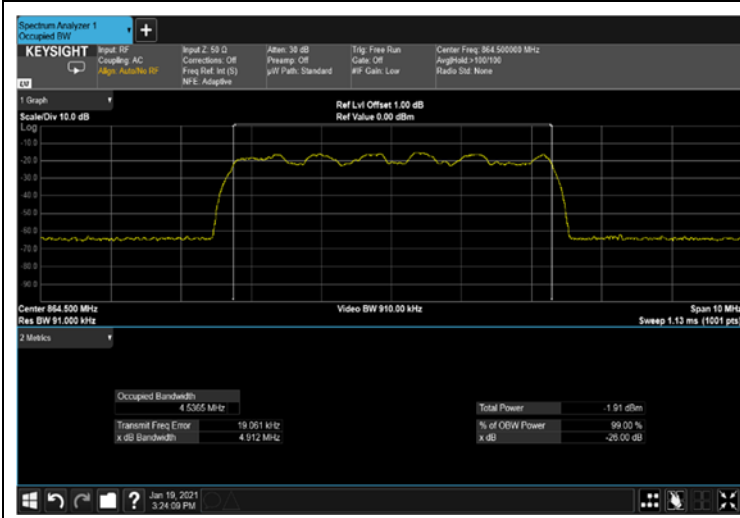 Spectrum Analyzer 1
Occupied BW
KEYSIGHT
Input: RF
Coupling: AC
Align: Auto/No RF
Input Z: 50 Ω
Corrections: Off
Freq Ref: Int (S)
NFE: Adaptive
Atten: 30 dB
Preamp: Off
µW Path: Standard
Trig: Free Run
Gate: Off
#IF Gain: Low
Center Freq: 864.500000 MHz
Avg|Hold:>100/100
Radio Std: None
1 Graph
Scale/Div 10.0 dB
Ref Lvl Offset 1.00 dB
Ref Value 0.00 dBm
Log
-10.0
-20.0
-30.0
-40.0
-50.0
-60.0
-70.0
-80.0
-90.0
Center 864.500 MHz
Video BW 910.00 kHz
Span 10 MHz
Res BW 91.000 kHz
Sweep 1.13 ms (1001 pts)
2 Metrics
Occupied Bandwidth
4.5365 MHz
Total Power -1.91 dBm
Transmit Freq Error 19.061 kHz
% of OBW Power 99.00 %
x dB Bandwidth 4.912 MHz
x dB -26.00 dB
Jan 19, 2021
3:24:09 PM